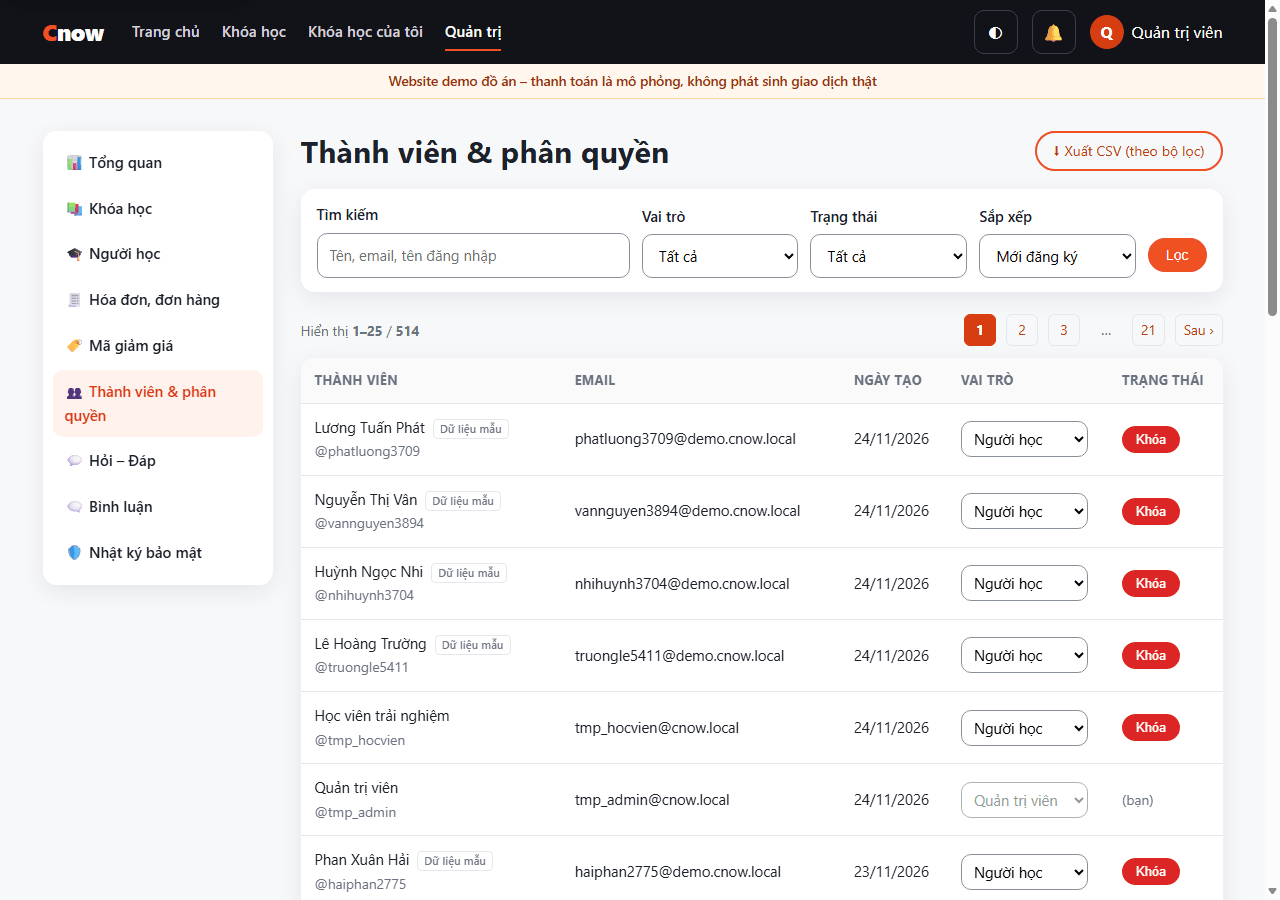 Cnow Trang chủ Khóa học Khóa học của tôi Quản trị Q Quản trị viên
Website demo đồ án – thanh toán là mô phỏng, không phát sinh giao dịch thật
Tổng quan
Khóa học
Người học
Hóa đơn, đơn hàng
Mã giảm giá
Thành viên & phân
quyền
Hỏi – Đáp
Bình luận
Nhật ký bảo mật
Thành viên & phân quyền
⬇ Xuất CSV (theo bộ lọc)
Tìm kiếm Vai trò Trạng thái Sắp xếp
Tên, email, tên đăng nhập Tất cả Tất cả Mới đăng ký Lọc
Hiển thị 1–25 / 514 1 2 3 … 21 Sau ›
THÀNH VIÊN EMAIL NGÀY TẠO VAI TRÒ TRẠNG THÁI
Lương Tuấn Phát Dữ liệu mẫu
@phatluong3709
phatluong3709@demo.cnow.local 24/11/2026 Người học Khóa
Nguyễn Thị Vân Dữ liệu mẫu
@vannguyen3894
vannguyen3894@demo.cnow.local 24/11/2026 Người học Khóa
Huỳnh Ngọc Nhi Dữ liệu mẫu
@nhihuynh3704
nhihuynh3704@demo.cnow.local 24/11/2026 Người học Khóa
Lê Hoàng Trường Dữ liệu mẫu
@truongle5411
truongle5411@demo.cnow.local 24/11/2026 Người học Khóa
Học viên trải nghiệm
@tmp_hocvien
tmp_hocvien@cnow.local 24/11/2026 Người học Khóa
Quản trị viên
@tmp_admin
tmp_admin@cnow.local 24/11/2026 Quản trị viên (bạn)
Phan Xuân Hải Dữ liệu mẫu
@haiphan2775
haiphan2775@demo.cnow.local 23/11/2026 Người học Khóa